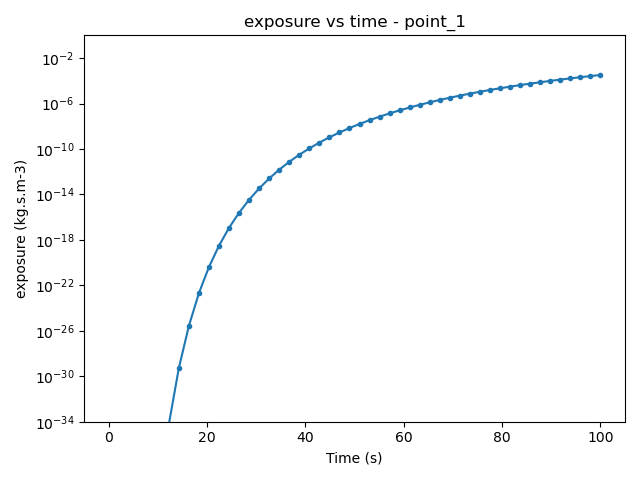 exposure vs time - point_1
exposure (kg.s.m-3)
10⁻²
10⁻⁶
10⁻¹⁰
10⁻¹⁴
10⁻¹⁸
10⁻²²
10⁻²⁶
10⁻³⁰
10⁻³⁴
0 20 40 60 80 100
Time (s)